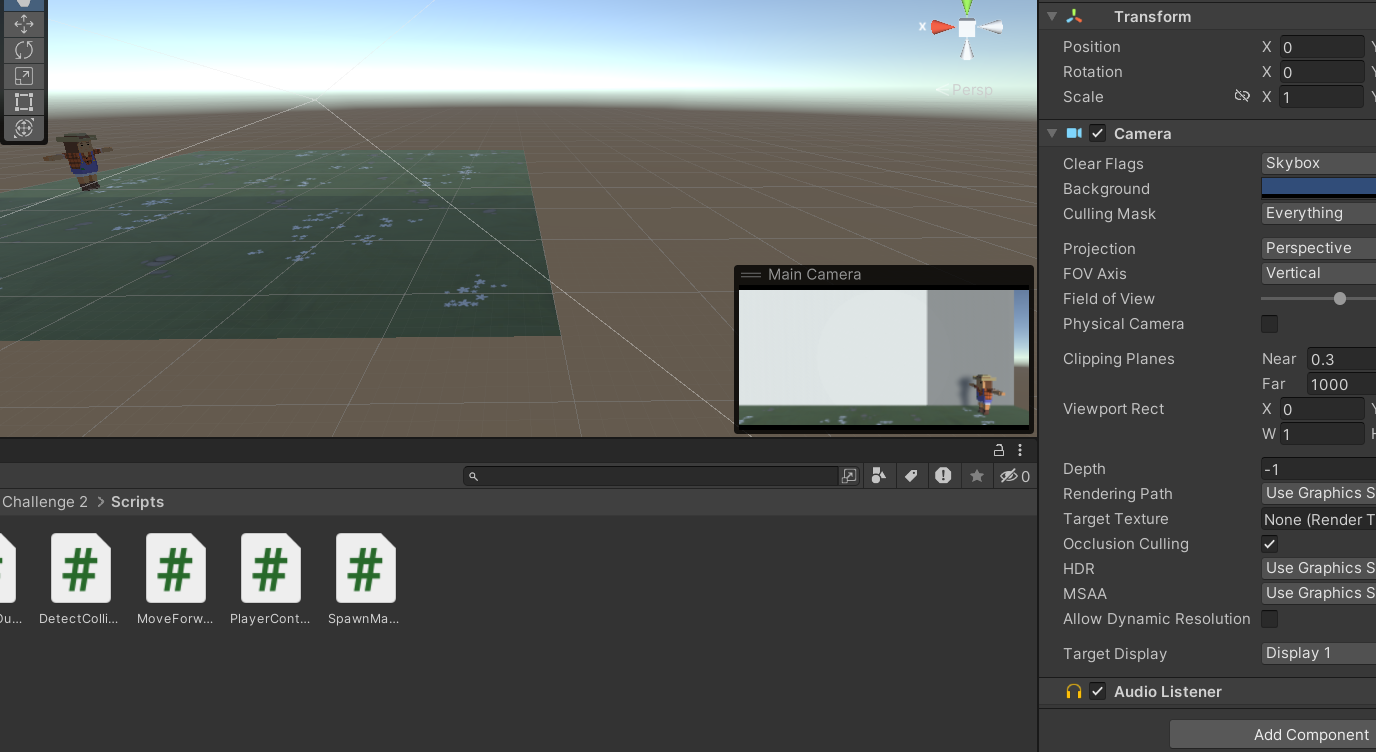 X
Persp
Main Camera
0
Challenge 2 > Scripts
Ou...
DetectColli...
MoveForw...
PlayerCont...
SpawnMa...
Transform
Position X 0 Y
Rotation X 0 Y
Scale X 1 Y
Camera
Clear Flags Skybox
Background
Culling Mask Everything
Projection Perspective
FOV Axis Vertical
Field of View
Physical Camera
Clipping Planes Near 0.3
Far 1000
Viewport Rect X 0 Y
W 1 H
Depth -1
Rendering Path Use Graphics S
Target Texture None (Render T
Occlusion Culling
HDR Use Graphics S
MSAA Use Graphics S
Allow Dynamic Resolution
Target Display Display 1
Audio Listener
Add Component